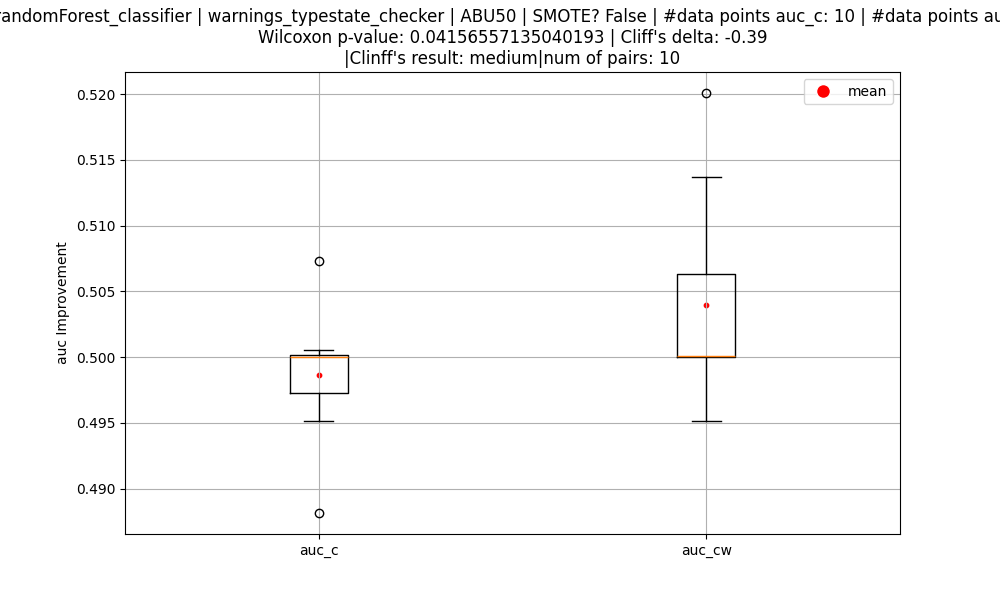 randomForest_classifier | warnings_typestate_checker | ABU50 | SMOTE? False | #data points auc_c: 10 | #data points au
Wilcoxon p-value: 0.04156557135040193 | Cliff's delta: -0.39
|Clinff's result: medium|num of pairs: 10
mean
0.520
0.515
0.510
0.505
0.500
0.495
0.490
auc Improvement
auc_c
auc_cw